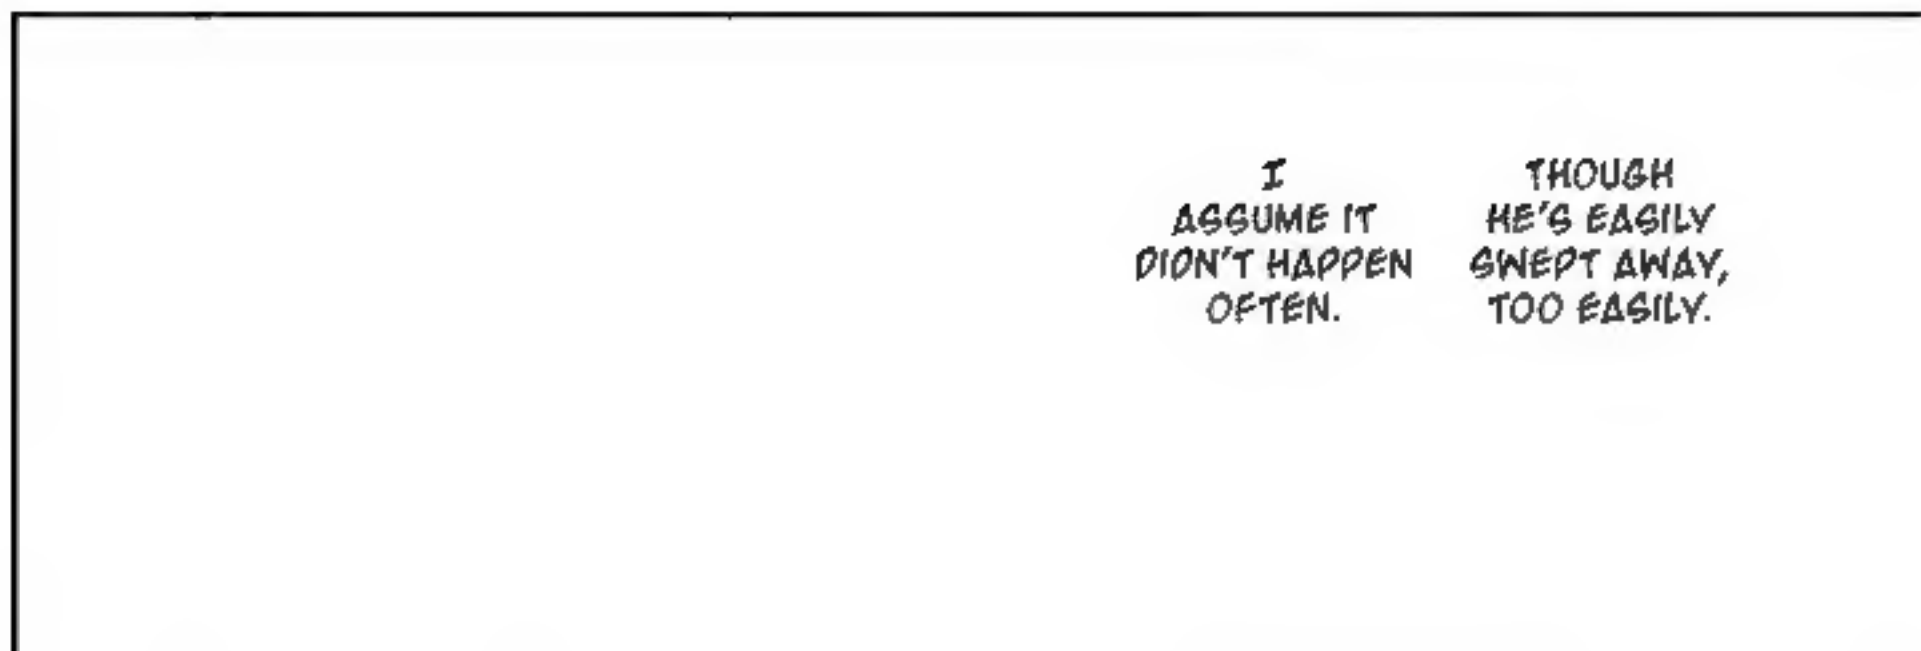 THOUGH
HE'S EASILY
SWEPT AWAY,
TOO EASILY.
I
ASSUME IT
DIDN'T HAPPEN
OFTEN.